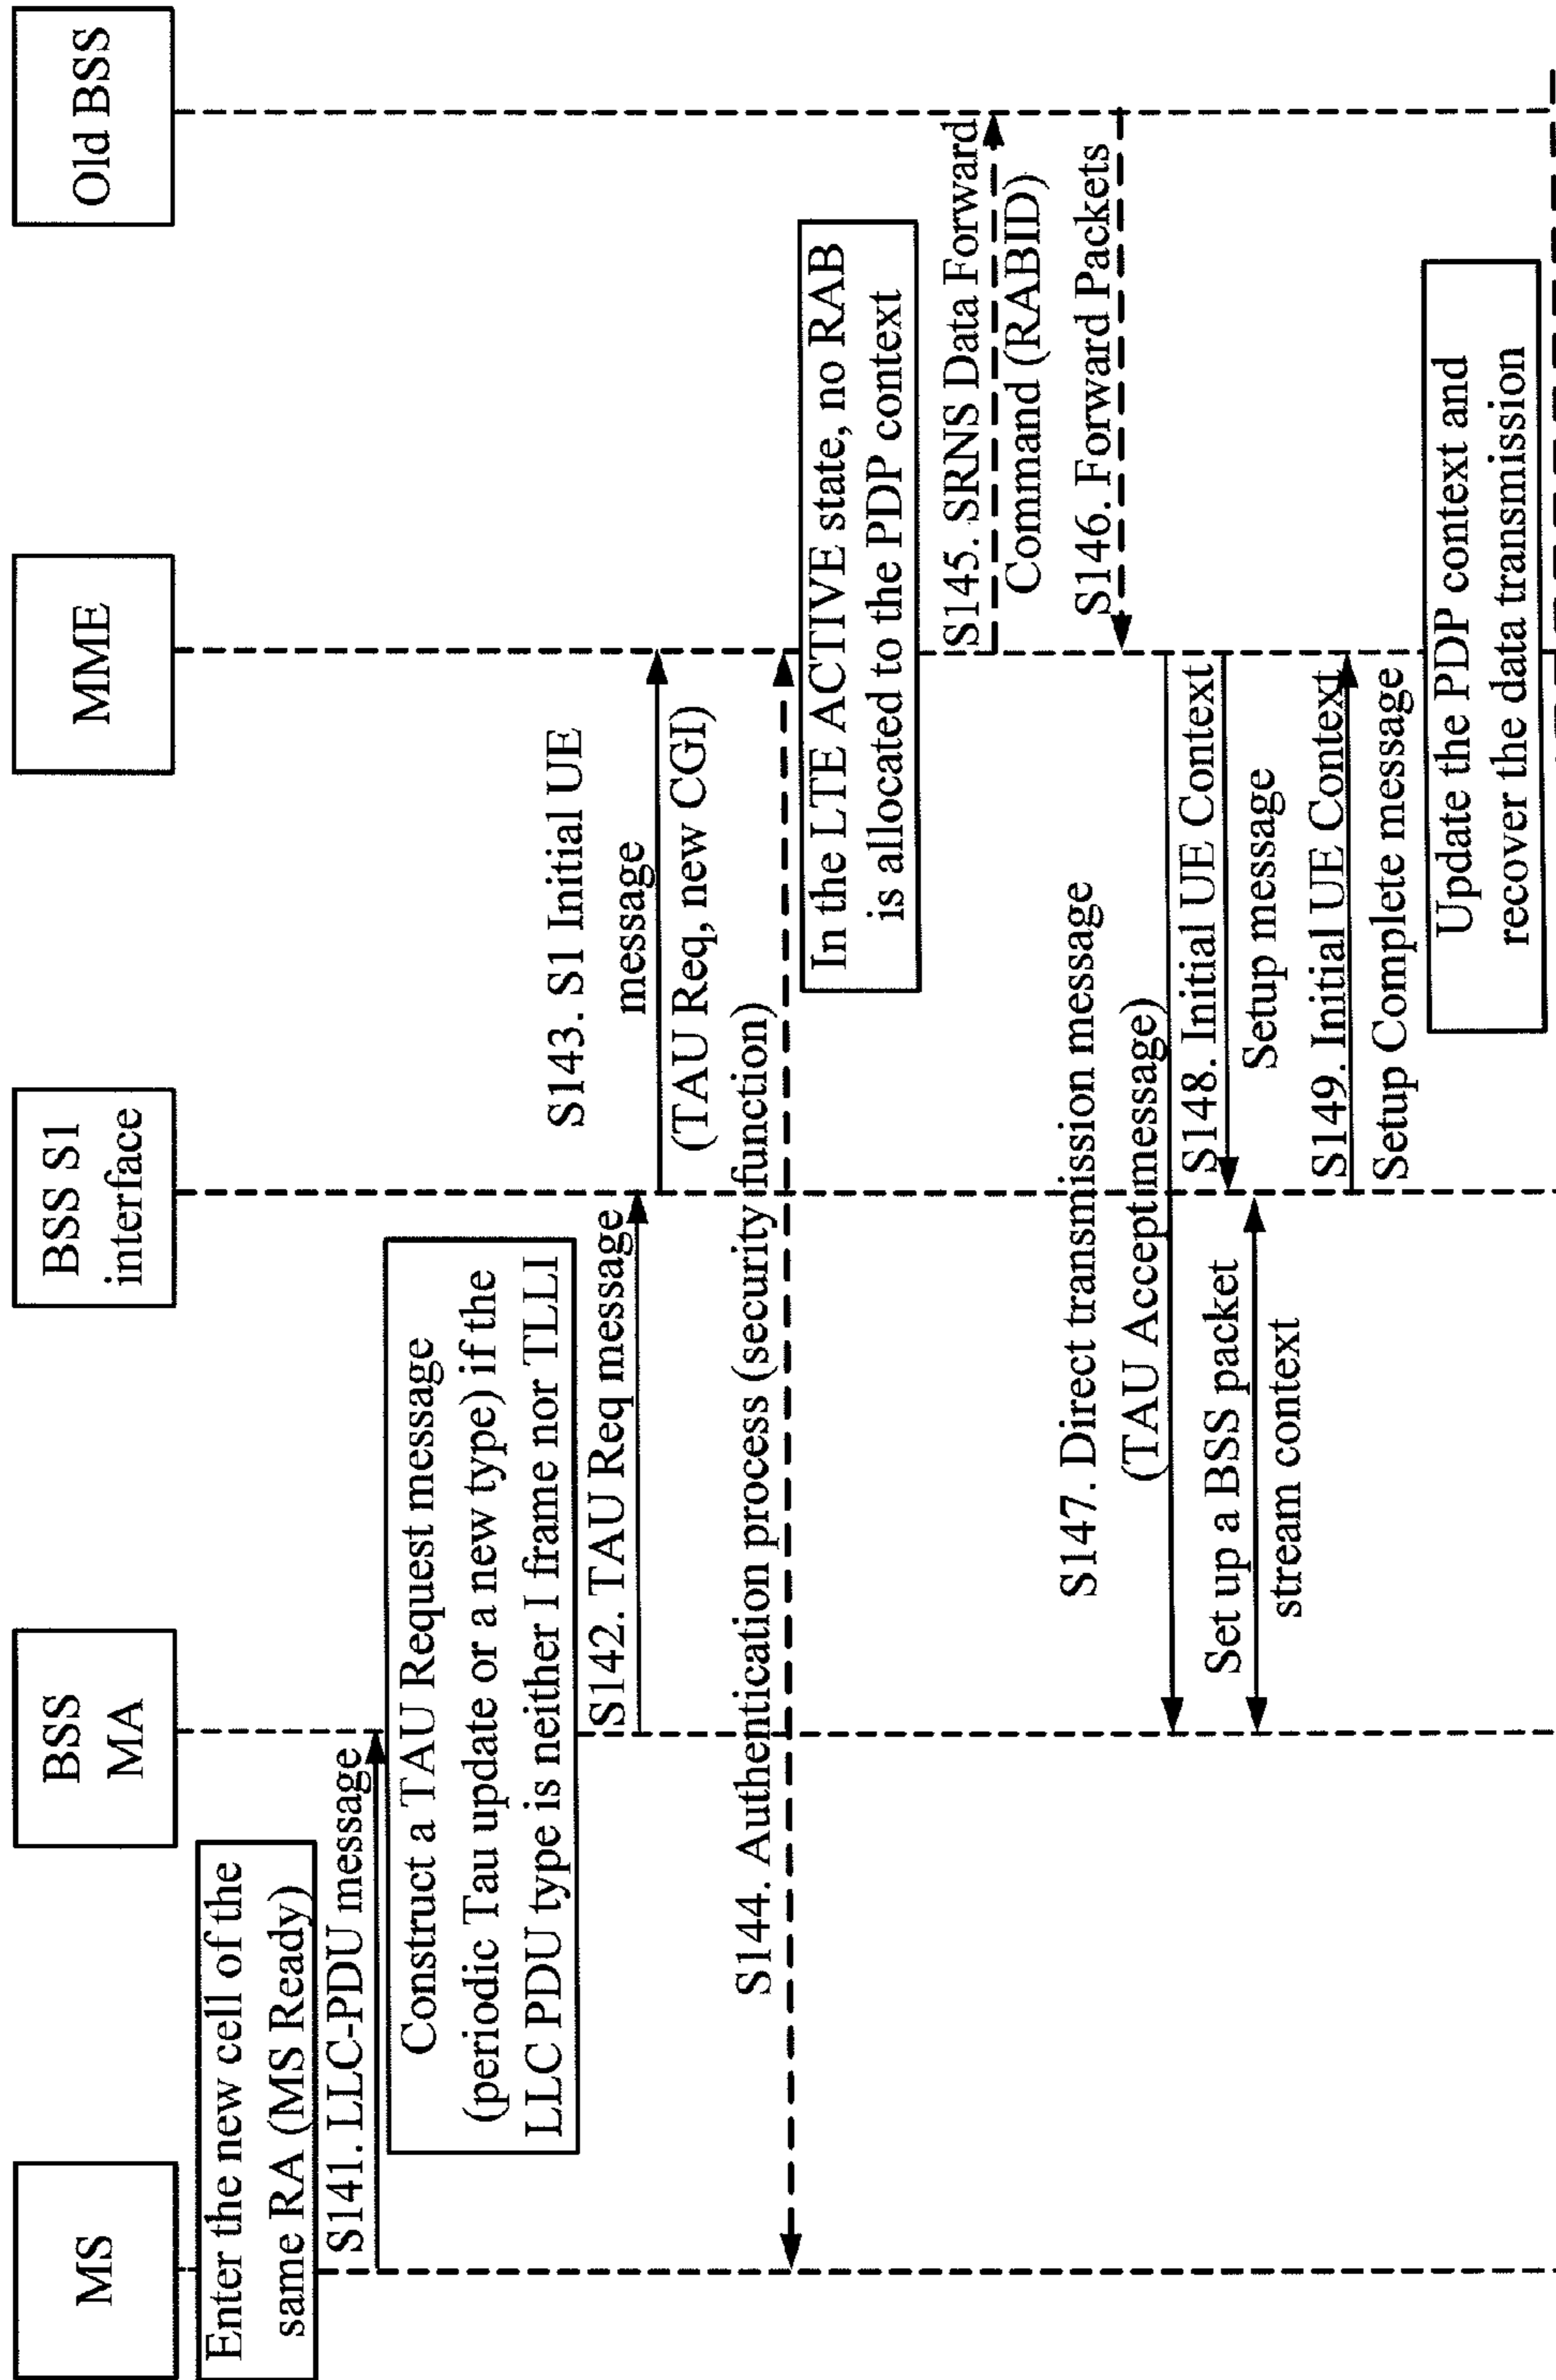 MS
BSS
MA
BSS S1
interface
MME
Old BSS
Enter the new cell of the
same RA (MS Ready)
S141. LLC-PDU message
Construct a TAU Request message
(periodic Tau update or a new type) if the
LLC PDU type is neither I frame nor TLLI
S142. TAU Req message
S143. S1 Initial UE
message
(TAU Req, new CGI)
S144. Authentication process (security function)
In the LTE ACTIVE state, no RAB
is allocated to the PDP context
S145. SRNS Data Forward
Command (RABID)
S146. Forward Packets
S147. Direct transmission message
(TAU Accept message)
S148. Initial UE Context
Setup message
Set up a BSS packet
stream context
S149. Initial UE Context
Setup Complete message
Update the PDP context and
recover the data transmission